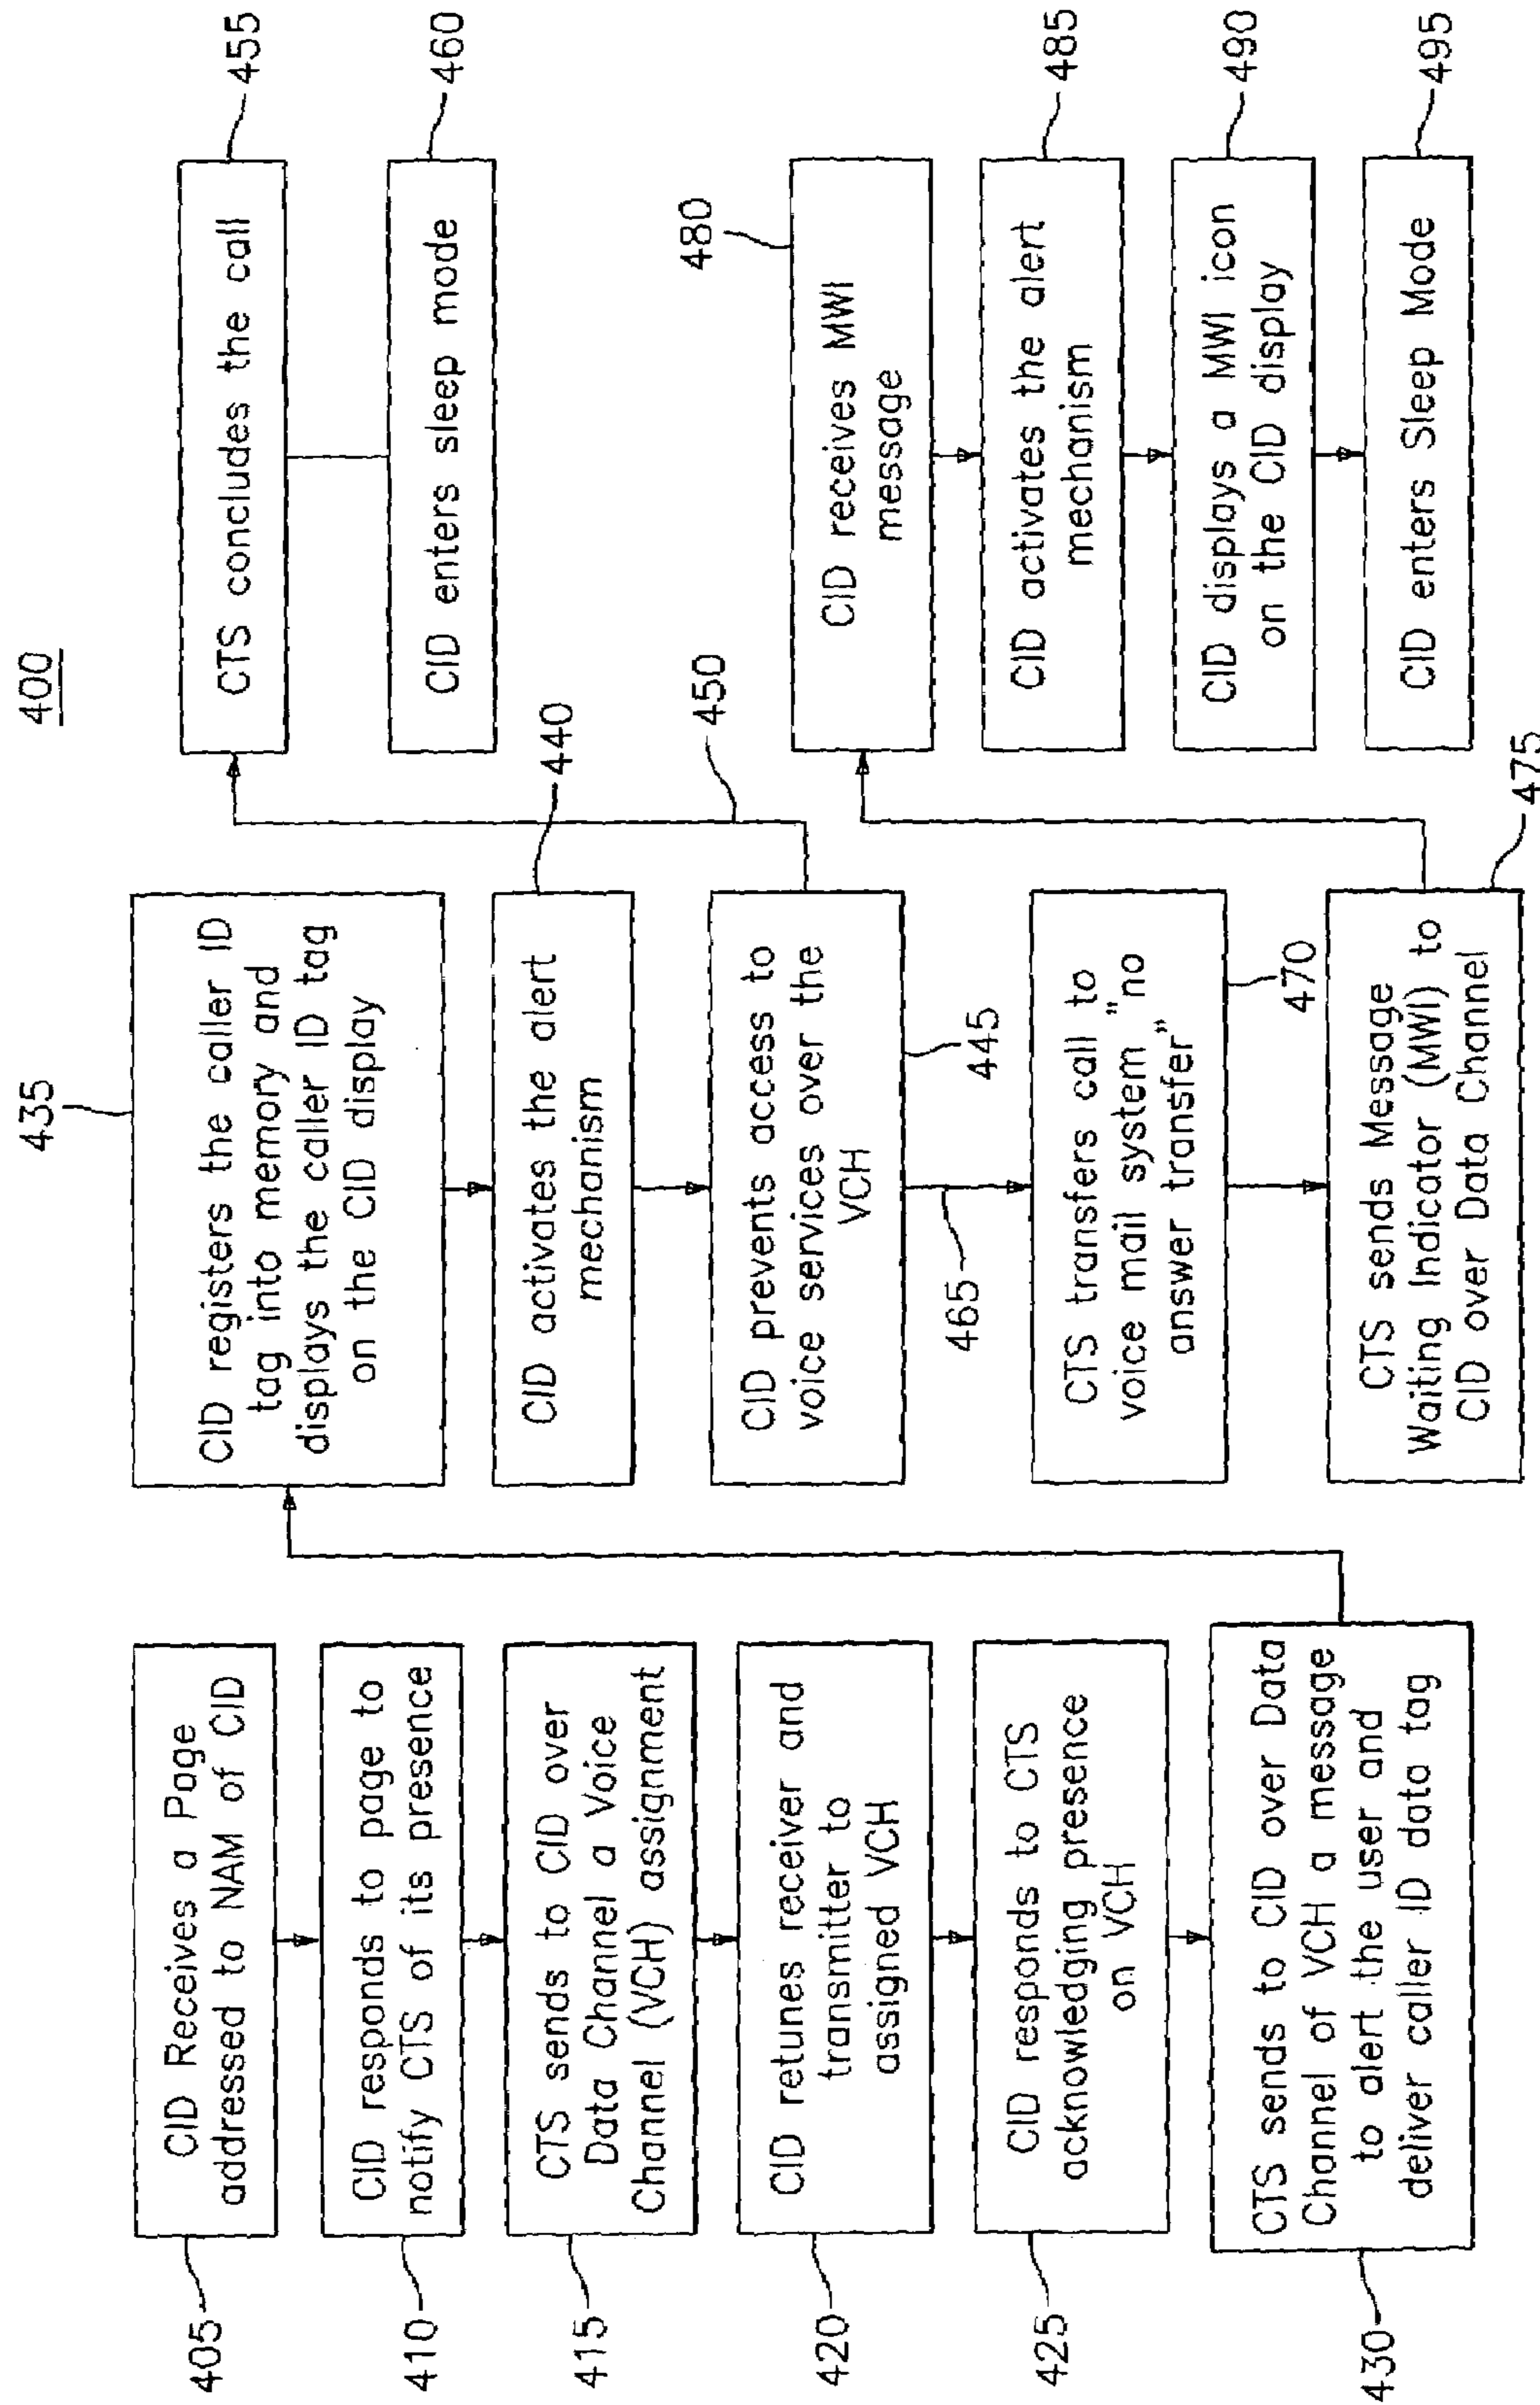 400
405
CID Receives a Page
addressed to NAM of CID
410
CID responds to page to
notify CTS of its presence
415
CTS sends to CID over
Data Channel a Voice
Channel (VCH) assignment
420
CID retunes receiver and
transmitter to
assigned VCH
425
CID responds to CTS
acknowledging presence
on VCH
430
CTS sends to CID over Data
Channel of VCH a message
to alert the user and
deliver caller ID data tag
435
CID registers the caller ID
tag into memory and
displays the caller ID tag
on the CID display
440
CID activates the alert
mechanism
445
CID prevents access to
voice services over the
VCH
450
455
CTS concludes the call
460
CID enters sleep mode
465
470
CTS transfers call to
voice mail system "no
answer transfer"
475
CTS sends Message
Waiting Indicator (MWI) to
CID over Data Channel
480
CID receives MWI
message
485
CID activates the alert
mechanism
490
CID displays a MWI icon
on the CID display
495
CID enters Sleep Mode